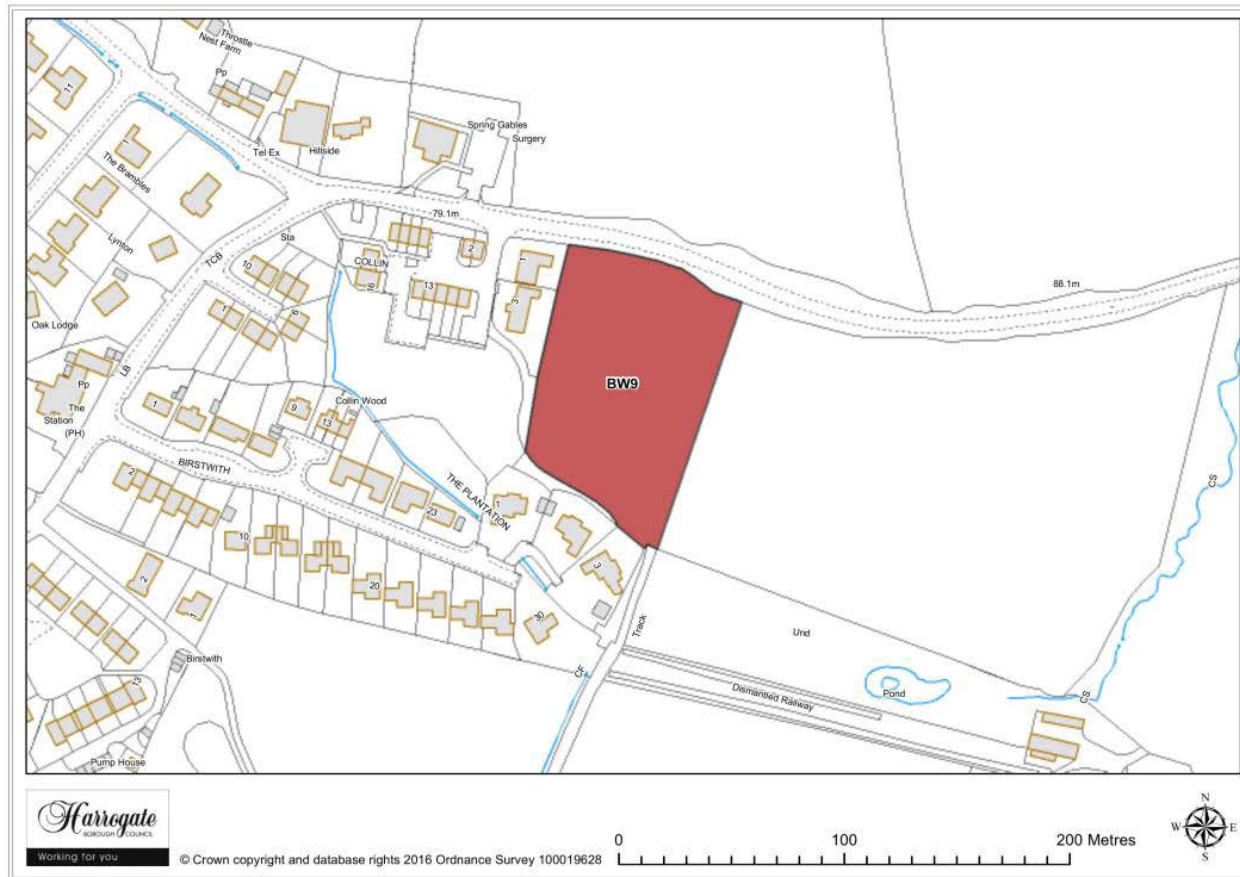 Throstle
Nest Farm
Pp
11
Spring Gables
Surgery
Tel Ex
Hillside
1
The Brambles
79.1m
Lynton
Sta
TCB
10
COLLIN
2
1
16
13
3
88.1m
6
1
Oak Lodge
LB
BW9
Pp
The
Station
(PH)
1
9
13
Collin Wood
BIRSTWITH
2
THE PLANTATION
1
23
10
CS
3
20
2
1
30
Track
Und
Birstwith
CF
Dismantled Railway
Pond
CS
13
Pump House
Harrogate
BOROUGH COUNCIL
Working for you
© Crown copyright and database rights 2016 Ordnance Survey 100019628
0 100 200 Metres
N
W E
S